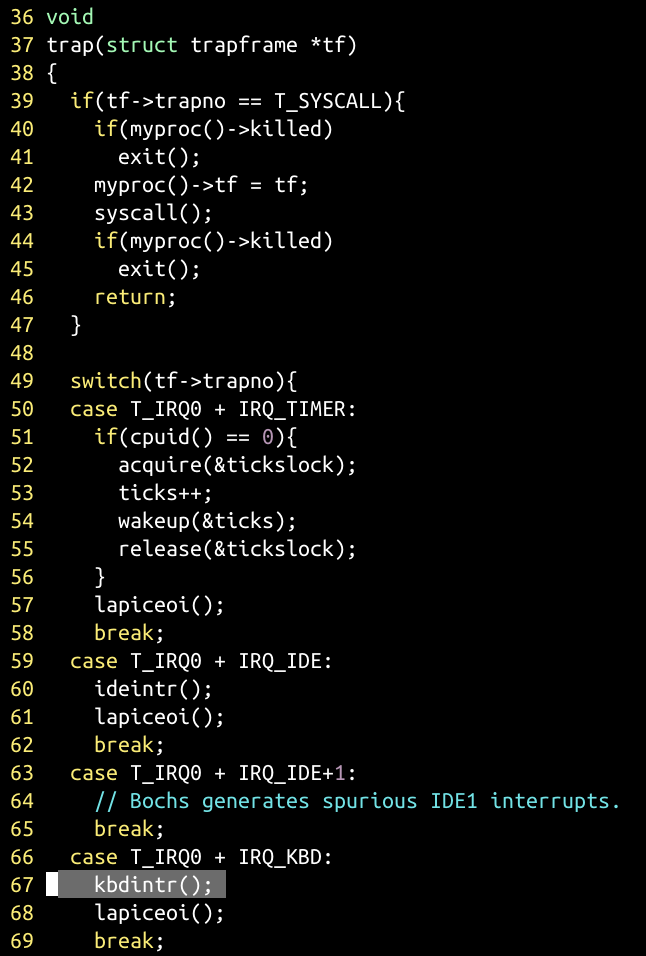 36 void
37 trap(struct trapframe *tf)
38 {
39   if(tf->trapno == T_SYSCALL){
40     if(myproc()->killed)
41       exit();
42     myproc()->tf = tf;
43     syscall();
44     if(myproc()->killed)
45       exit();
46     return;
47   }
48
49   switch(tf->trapno){
50   case T_IRQ0 + IRQ_TIMER:
51     if(cpuid() == 0){
52       acquire(&tickslock);
53       ticks++;
54       wakeup(&ticks);
55       release(&tickslock);
56     }
57     lapiceoi();
58     break;
59   case T_IRQ0 + IRQ_IDE:
60     ideintr();
61     lapiceoi();
62     break;
63   case T_IRQ0 + IRQ_IDE+1:
64     // Bochs generates spurious IDE1 interrupts.
65     break;
66   case T_IRQ0 + IRQ_KBD:
67     kbdintr();
68     lapiceoi();
69     break;